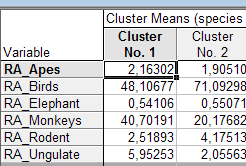 Cluster Means (species
Variable Cluster No. 1 Cluster No. 2
RA_Apes 2,16302 1,90510
RA_Birds 48,10677 71,09298
RA_Elephant 0,54106 0,55071
RA_Monkeys 40,70191 20,17682
RA_Rodent 2,51893 4,17513
RA_Ungulate 5,95253 2,05563